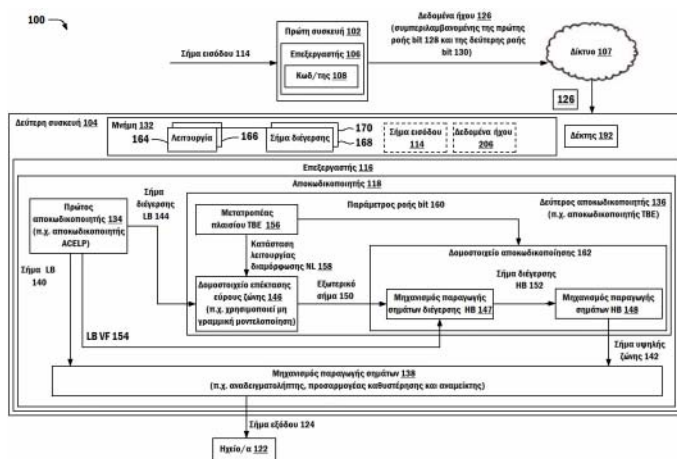 100
Σήμα εισόδου 114
Πρώτη συσκευή 102
Επεξεργαστής 106
Κωδ/της 108
Δεδομένα ήχου 126
(συμπεριλαμβανομένης της πρώτης
ροής bit 128 και της δεύτερης ροής
bit 130)
Δίκτυο 107
126
Δέκτης 192
Δεύτερη συσκευή 104
Μνήμη 132
164
Λειτουργία
166
Σήμα διέγερσης
170
168
Σήμα εισόδου
114
Δεδομένα ήχου
206
Επεξεργαστής 116
Αποκωδικοποιητής 118
Πρώτος
αποκωδικοποιητής 134
(π.χ. αποκωδικοποιητής
ACELP)
Σήμα
διέγερσης
LB 144
Σήμα LB
140
LB VF 154
Μετατροπέας
πλαισίου TBE 156
Παράμετρος ροής bit 160
Δεύτερος αποκωδικοποιητής 136
(π.χ. αποκωδικοποιητής TBE)
Κατάσταση
λειτουργίας
διαμόρφωσης NL 158
Δομοστοιχείο επέκτασης
εύρους ζώνης 146
(π.χ. χρησιμοποιεί μη
γραμμική μοντελοποίηση)
Εξωτερικό
σήμα 150
Δομοστοιχείο αποκωδικοποίησης 162
Σήμα διέγερσης
HB 152
Μηχανισμός παραγωγής
σημάτων διέγερσης HB 147
Μηχανισμός παραγωγής
σημάτων HB 148
Σήμα υψηλής
ζώνης 142
Μηχανισμός παραγωγής σημάτων 138
(π.χ. αναδειγματολήπτης, προσαρμογέας καθυστέρησης και αναμείκτης)
Σήμα εξόδου 124
Ηχείο/α 122